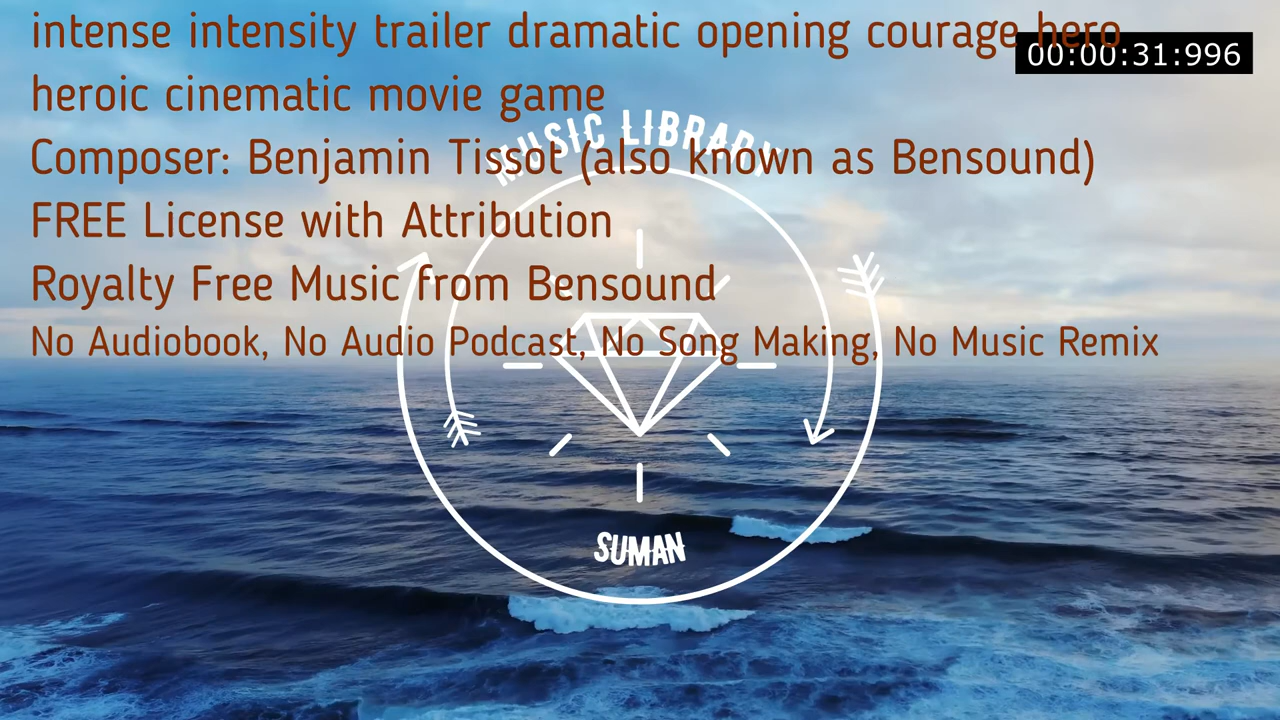 intense intensity trailer dramatic opening courage hero
00:00:31:996
heroic cinematic movie game
MUSIC LIBRARY
Composer: Benjamin Tissot (also known as Bensound)
FREE License with Attribution
Royalty Free Music from Bensound
No Audiobook, No Audio Podcast, No Song Making, No Music Remix
SUMAN